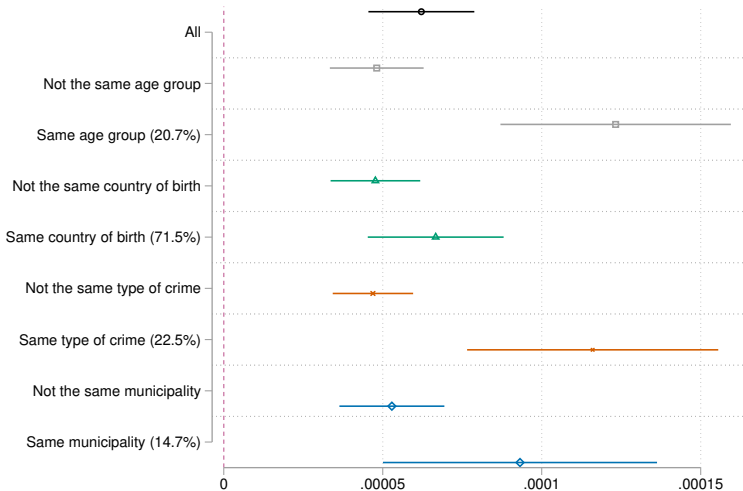 All
Not the same age group
Same age group (20.7%)
Not the same country of birth
Same country of birth (71.5%)
Not the same type of crime
Same type of crime (22.5%)
Not the same municipality
Same municipality (14.7%)
0 .00005 .0001 .00015